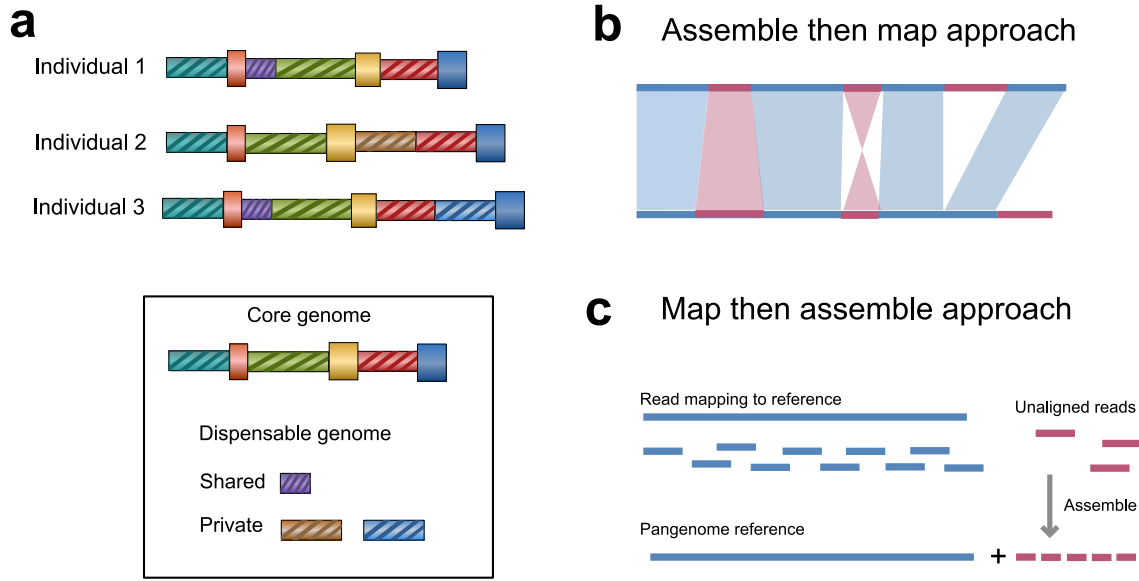 a
Individual 1
Individual 2
Individual 3
Core genome
Dispensable genome
Shared
Private
b
Assemble then map approach
c
Map then assemble approach
Read mapping to reference
Unaligned reads
Assemble
Pangenome reference
+